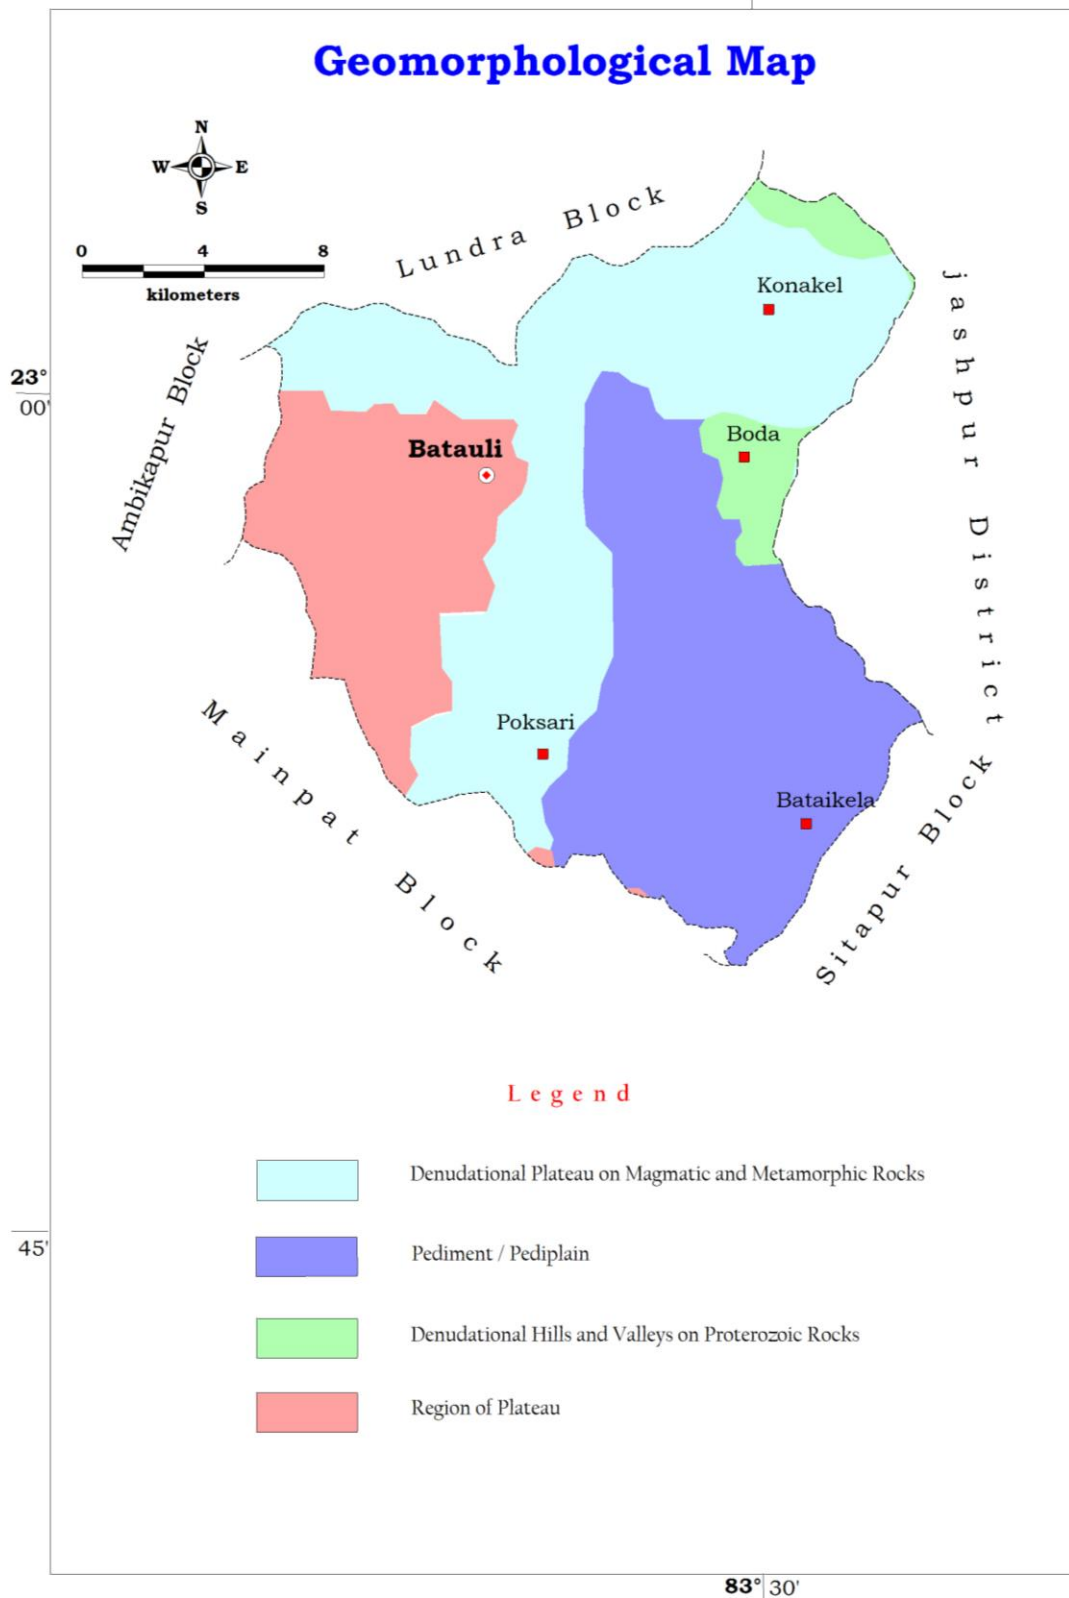 Geomorphological Map
N
W E
S
0 4 8
kilometers
Lundra Block
Ambikapur Block
jashpur District
Konakel
23°
00'
Batauli
Boda
Poksari
Bataikela
Mainpat Block
Sitapur Block
Legend
Denudational Plateau on Magmatic and Metamorphic Rocks
45'
Pediment / Pediplain
Denudational Hills and Valleys on Proterozoic Rocks
Region of Plateau
83° 30'